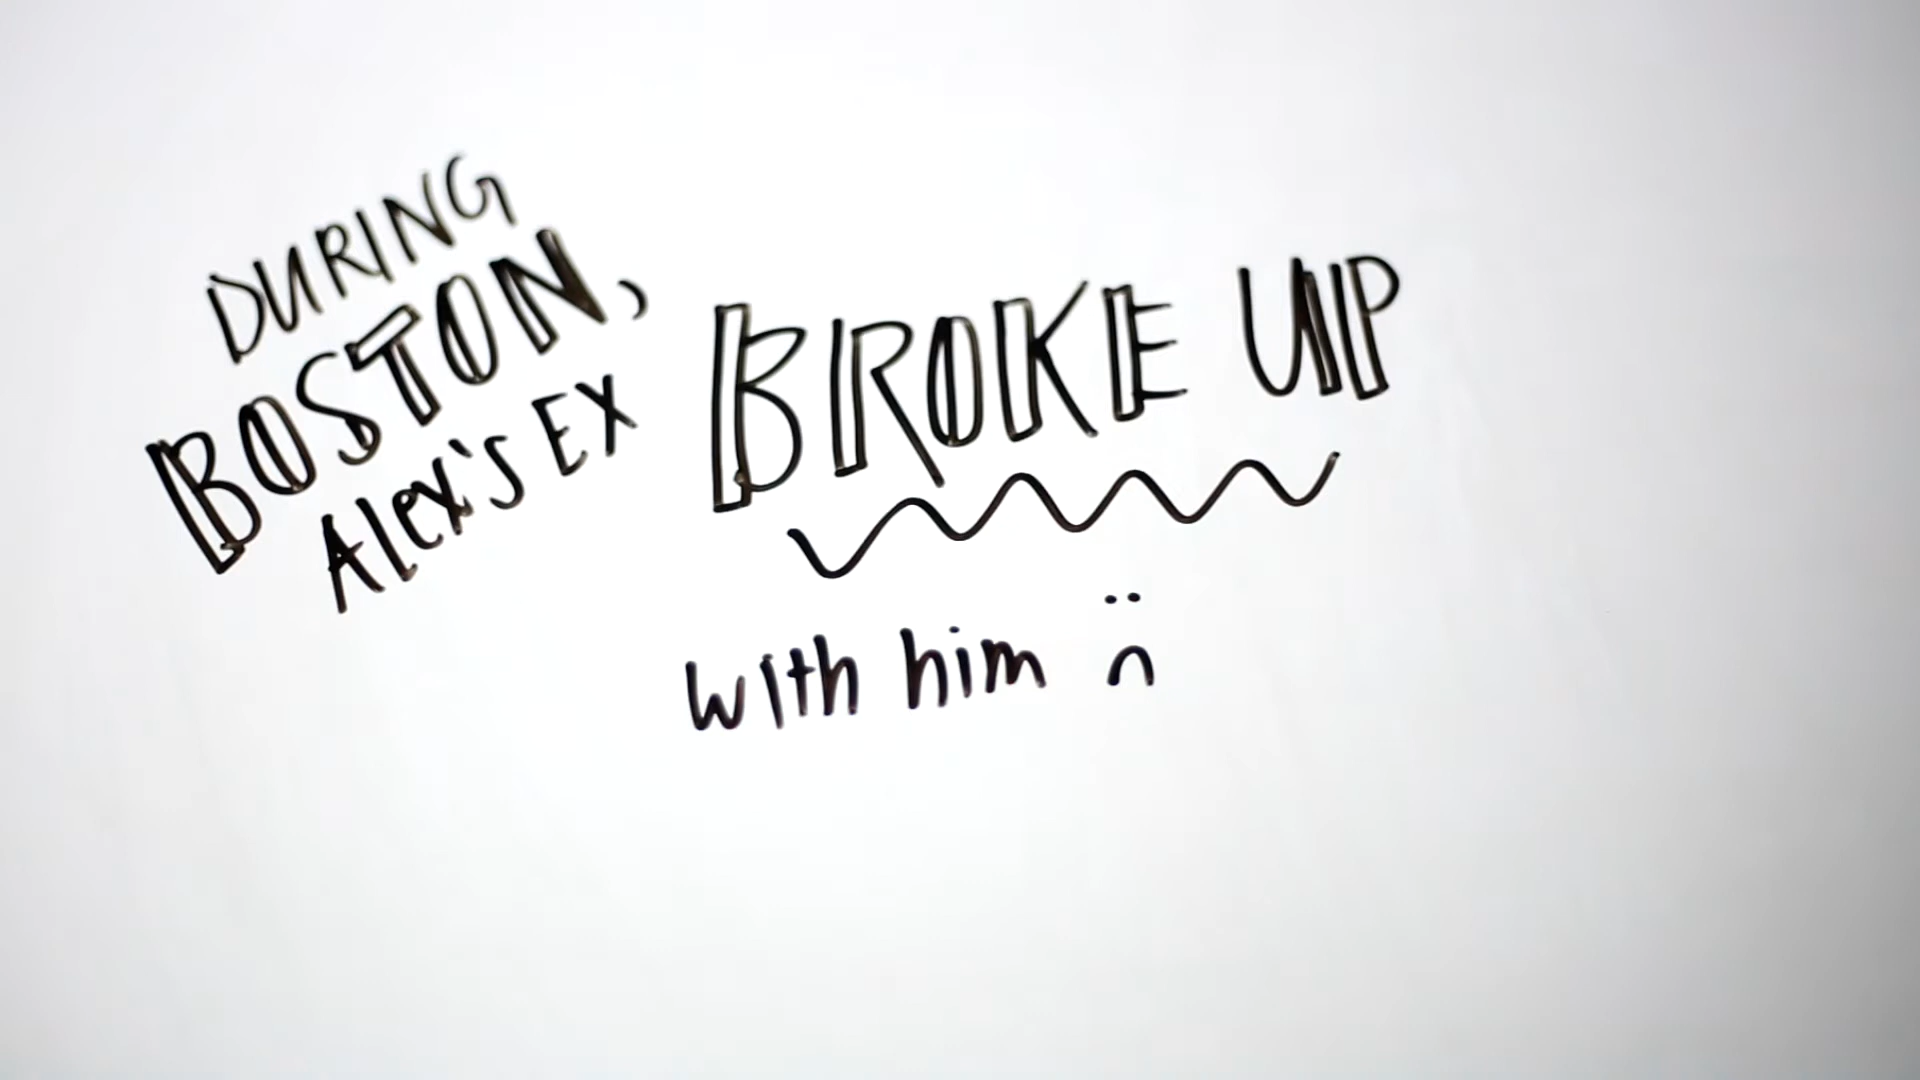 DURING
BOSTON,
Alex's EX
BROKE UP
with him :(